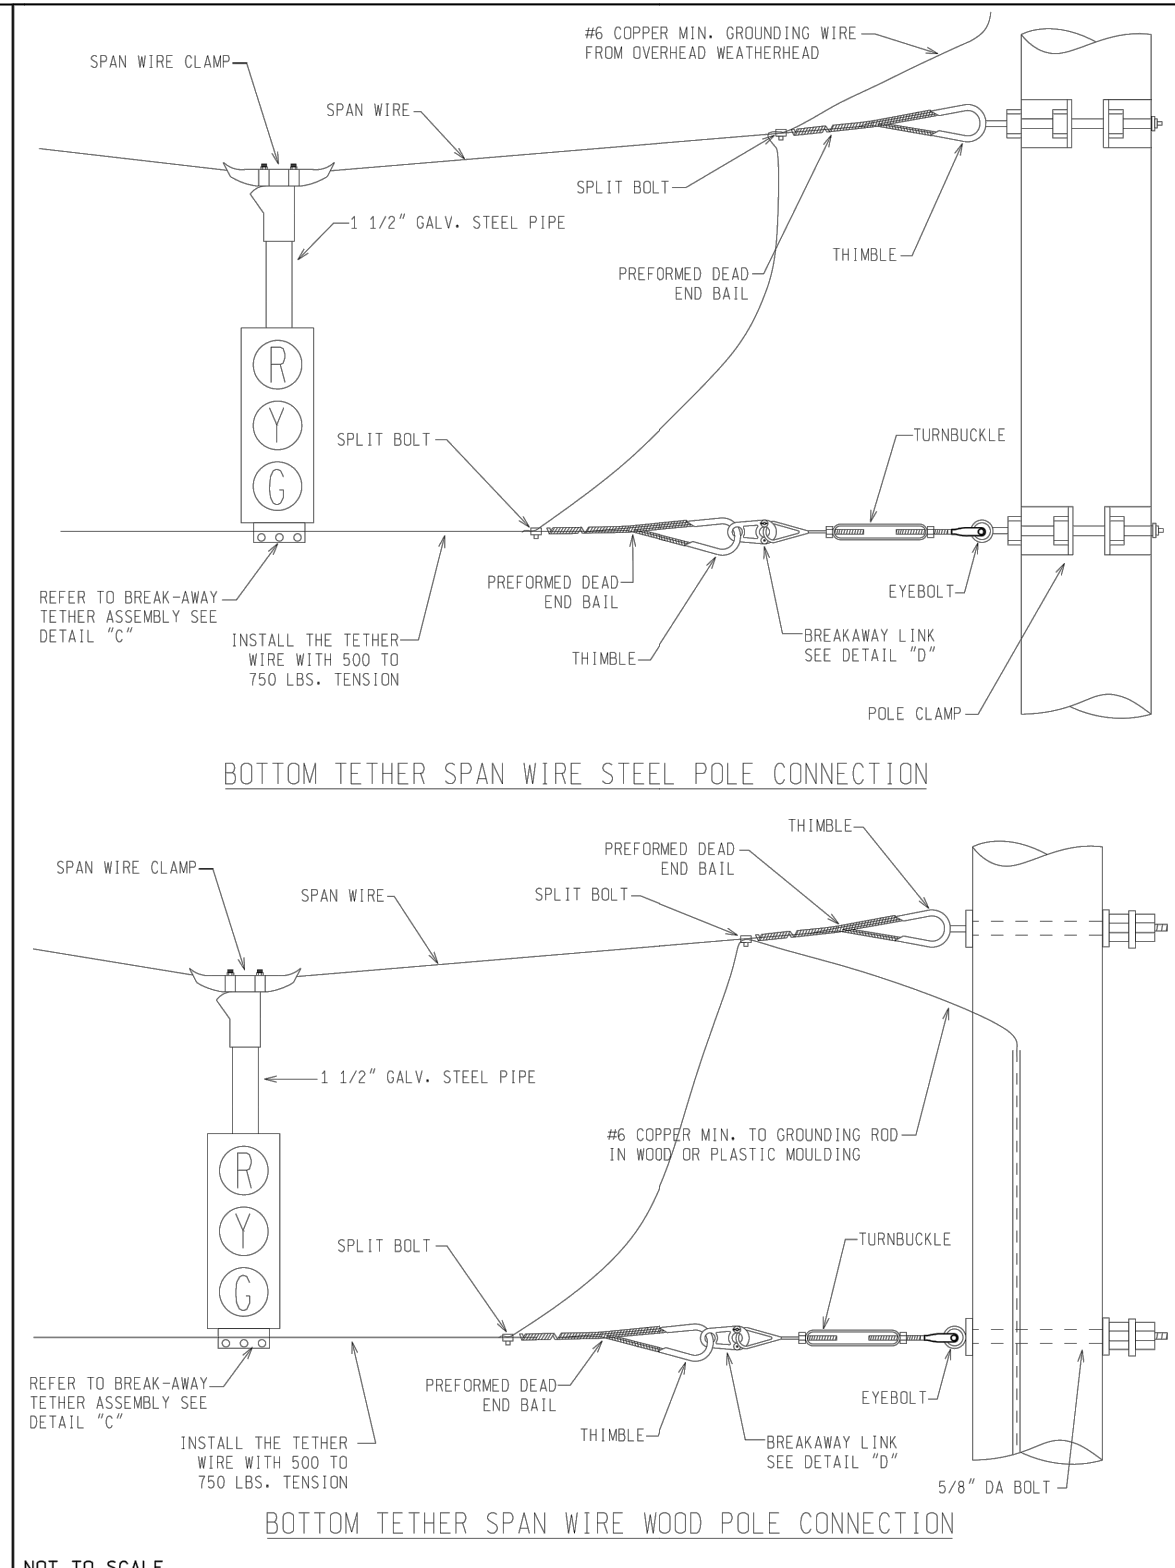 #6 COPPER MIN. GROUNDING WIRE
FROM OVERHEAD WEATHERHEAD
SPAN WIRE CLAMP
SPAN WIRE
SPLIT BOLT
1 1/2" GALV. STEEL PIPE
THIMBLE
PREFORMED DEAD
END BAIL
R
Y
G
SPLIT BOLT
TURNBUCKLE
PREFORMED DEAD
END BAIL
EYEBOLT
REFER TO BREAK-AWAY
TETHER ASSEMBLY SEE
DETAIL "C"
INSTALL THE TETHER
WIRE WITH 500 TO
750 LBS. TENSION
THIMBLE
BREAKAWAY LINK
SEE DETAIL "D"
POLE CLAMP
BOTTOM TETHER SPAN WIRE STEEL POLE CONNECTION
THIMBLE
PREFORMED DEAD
END BAIL
SPAN WIRE CLAMP
SPAN WIRE
SPLIT BOLT
1 1/2" GALV. STEEL PIPE
#6 COPPER MIN. TO GROUNDING ROD
IN WOOD OR PLASTIC MOULDING
R
Y
G
SPLIT BOLT
TURNBUCKLE
REFER TO BREAK-AWAY
TETHER ASSEMBLY SEE
DETAIL "C"
PREFORMED DEAD
END BAIL
EYEBOLT
INSTALL THE TETHER
WIRE WITH 500 TO
750 LBS. TENSION
THIMBLE
BREAKAWAY LINK
SEE DETAIL "D"
5/8" DA BOLT
BOTTOM TETHER SPAN WIRE WOOD POLE CONNECTION
NOT TO SCALE